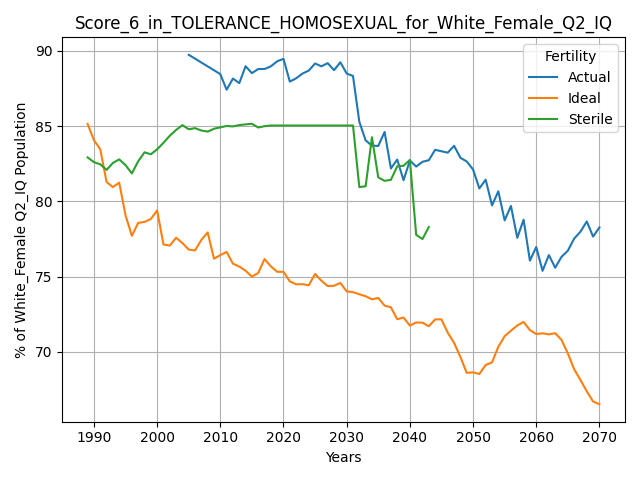 Score_6_in_TOLERANCE_HOMOSEXUAL_for_White_Female_Q2_IQ
% of White_Female Q2_IQ Population
90
85
80
75
70
Fertility
Actual
Ideal
Sterile
1990 2000 2010 2020 2030 2040 2050 2060 2070
Years